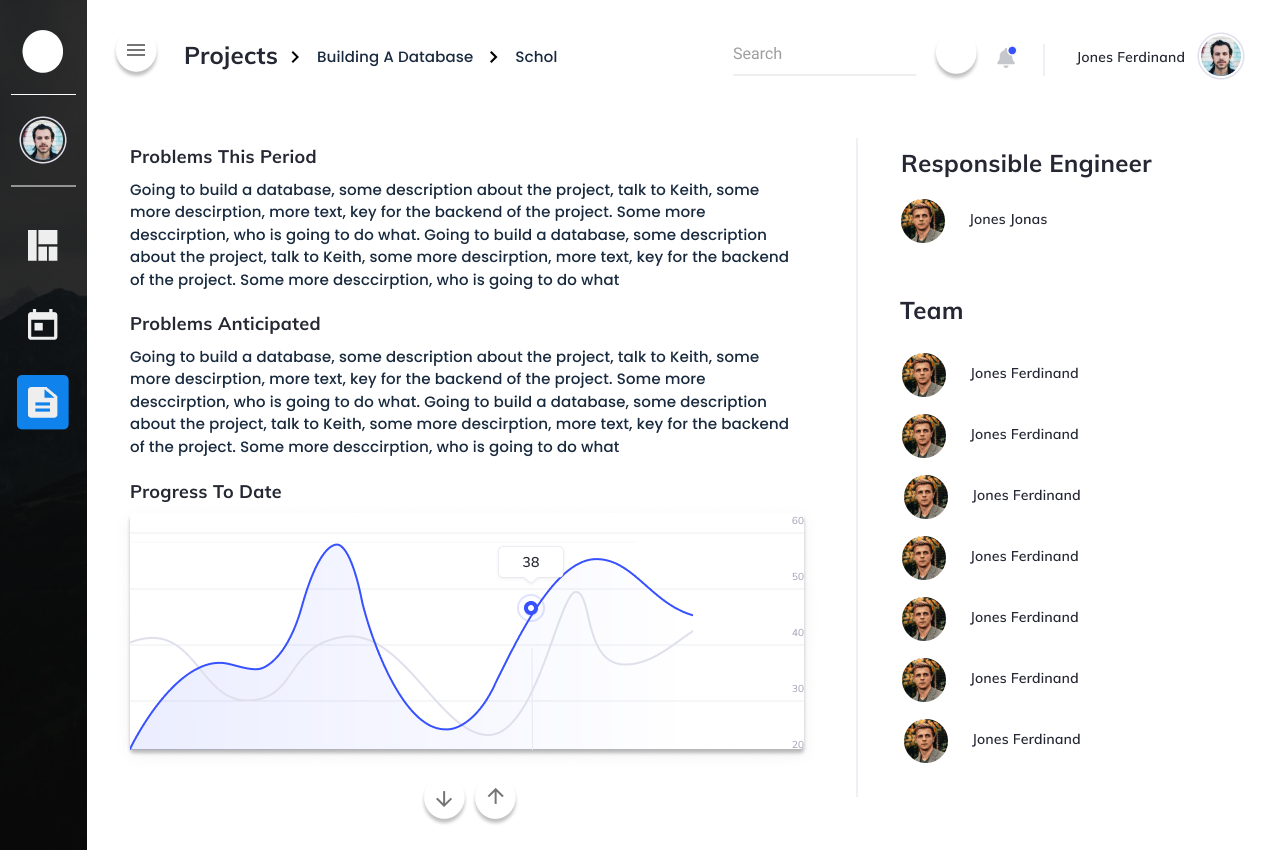 Projects > Building A Database > Schol
Search
Jones Ferdinand
Problems This Period
Going to build a database, some description about the project, talk to Keith, some
more descirption, more text, key for the backend of the project. Some more
desccirption, who is going to do what. Going to build a database, some description
about the project, talk to Keith, some more descirption, more text, key for the backend
of the project. Some more desccirption, who is going to do what
Problems Anticipated
Going to build a database, some description about the project, talk to Keith, some
more descirption, more text, key for the backend of the project. Some more
desccirption, who is going to do what. Going to build a database, some description
about the project, talk to Keith, some more descirption, more text, key for the backend
of the project. Some more desccirption, who is going to do what
Progress To Date
60
38
50
40
30
20
Responsible Engineer
Jones Jonas
Team
Jones Ferdinand
Jones Ferdinand
Jones Ferdinand
Jones Ferdinand
Jones Ferdinand
Jones Ferdinand
Jones Ferdinand